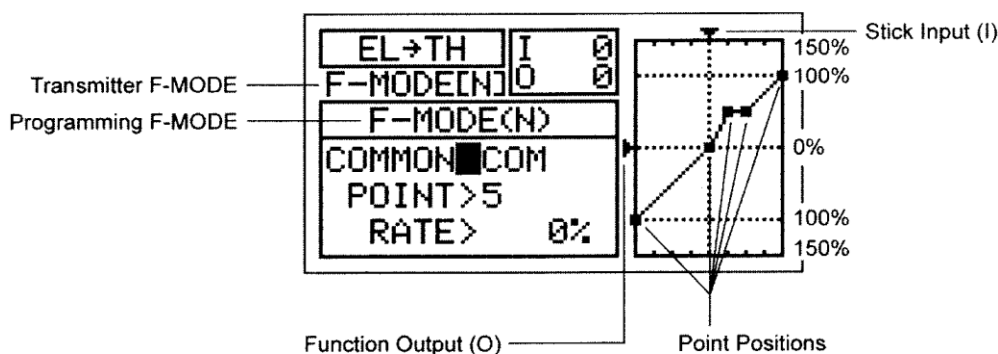 Stick Input (I)
EL→TH
I 0
O 0
150%
100%
0%
100%
150%
Transmitter F-MODE
F-MODE[N]
Programming F-MODE
F-MODE(N)
COMMON COM
POINT>5
RATE> 0%
Function Output (O)
Point Positions